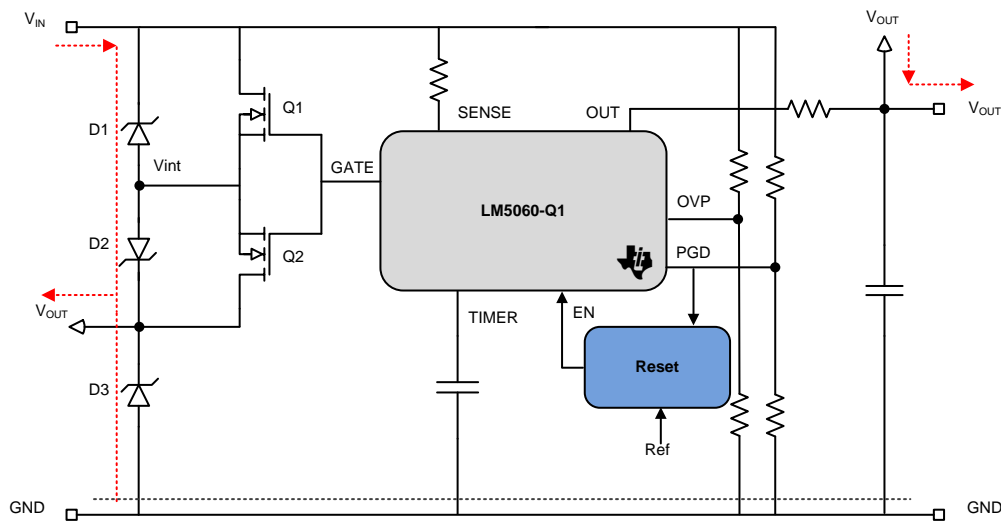 VIN
VOUT
Q1
SENSE
OUT
VOUT
D1
Vint
GATE
LM5060-Q1
OVP
D2
Q2
PGD
VOUT
TIMER
EN
Reset
D3
Ref
GND
GND